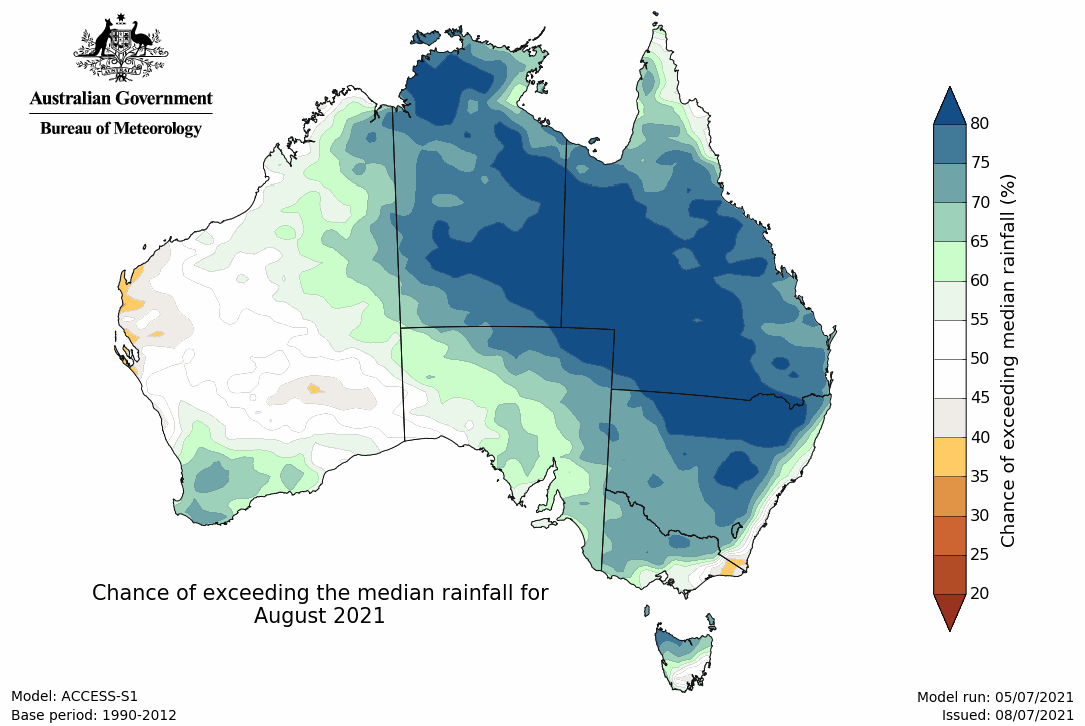 Australian Government
Bureau of Meteorology
80
75
70
65
60
55
50
45
40
35
30
25
20
Chance of exceeding median rainfall (%)
Chance of exceeding the median rainfall for
August 2021
Model: ACCESS-S1
Base period: 1990-2012
Model run: 05/07/2021
Issued: 08/07/2021